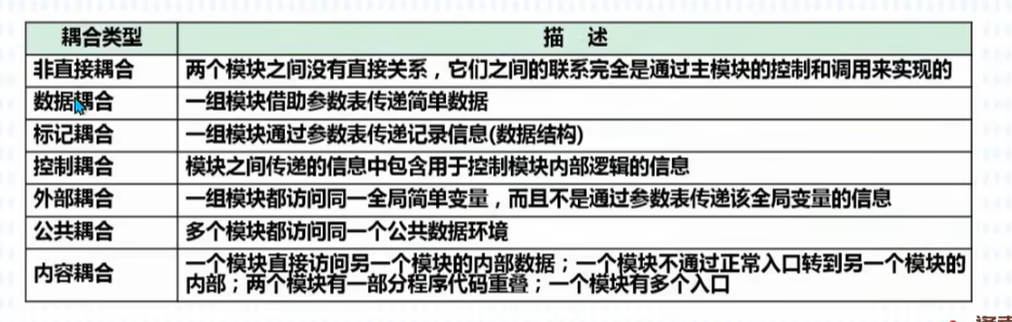 耦合类型 描 述
非直接耦合 两个模块之间没有直接关系，它们之间的联系完全是通过主模块的控制和调用来实现的
数据耦合 一组模块借助参数表传递简单数据
标记耦合 一组模块通过参数表传递记录信息(数据结构)
控制耦合 模块之间传递的信息中包含用于控制模块内部逻辑的信息
外部耦合 一组模块都访问同一全局简单变量，而且不是通过参数表传递该全局变量的信息
公共耦合 多个模块都访问同一个公共数据环境
内容耦合 一个模块直接访问另一个模块的内部数据；一个模块不通过正常入口转到另一个模块的
内部；两个模块有一部分程序代码重叠；一个模块有多个入口